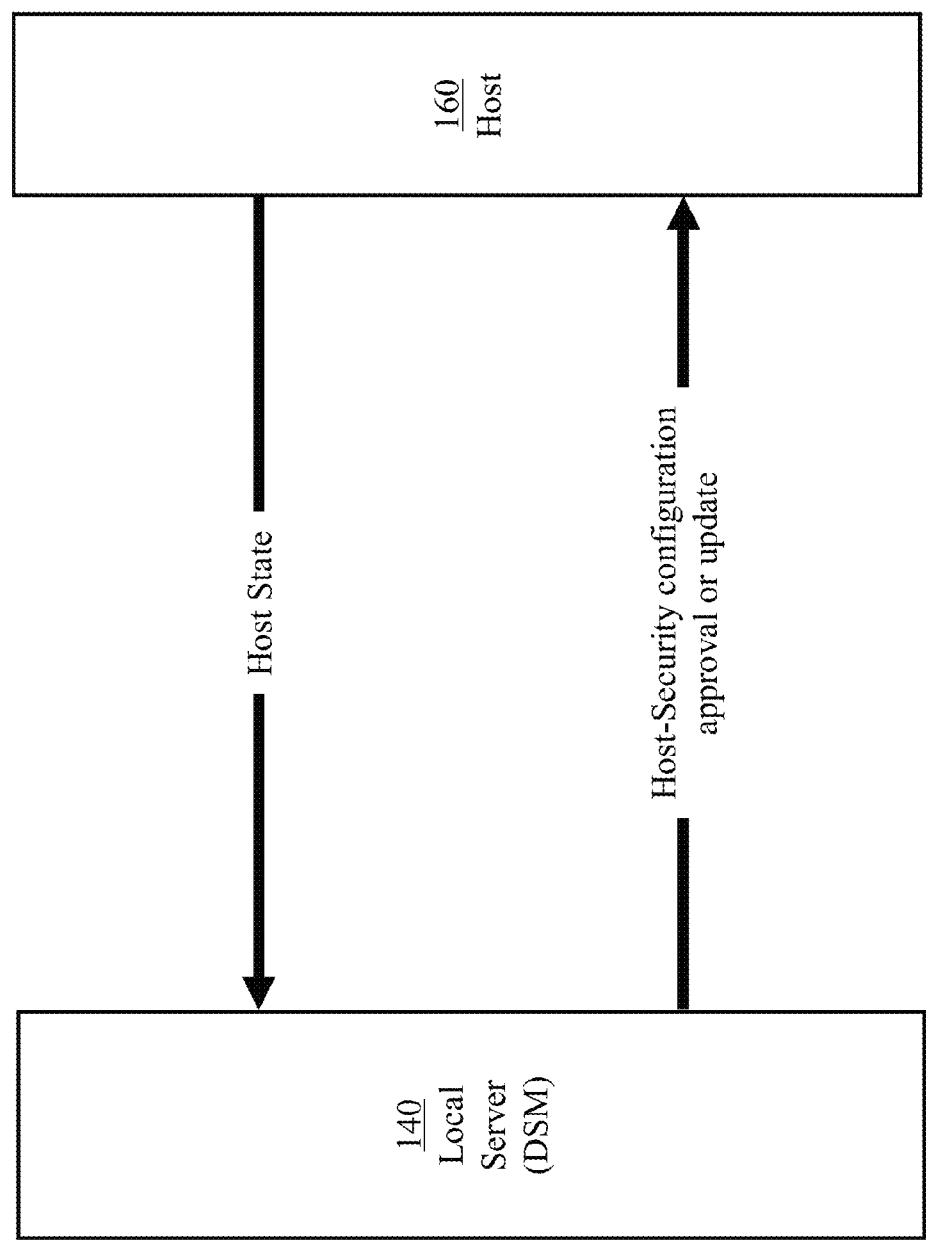 160
Host
Host State
Host-Security configuration
approval or update
140
Local
Server
(DSM)